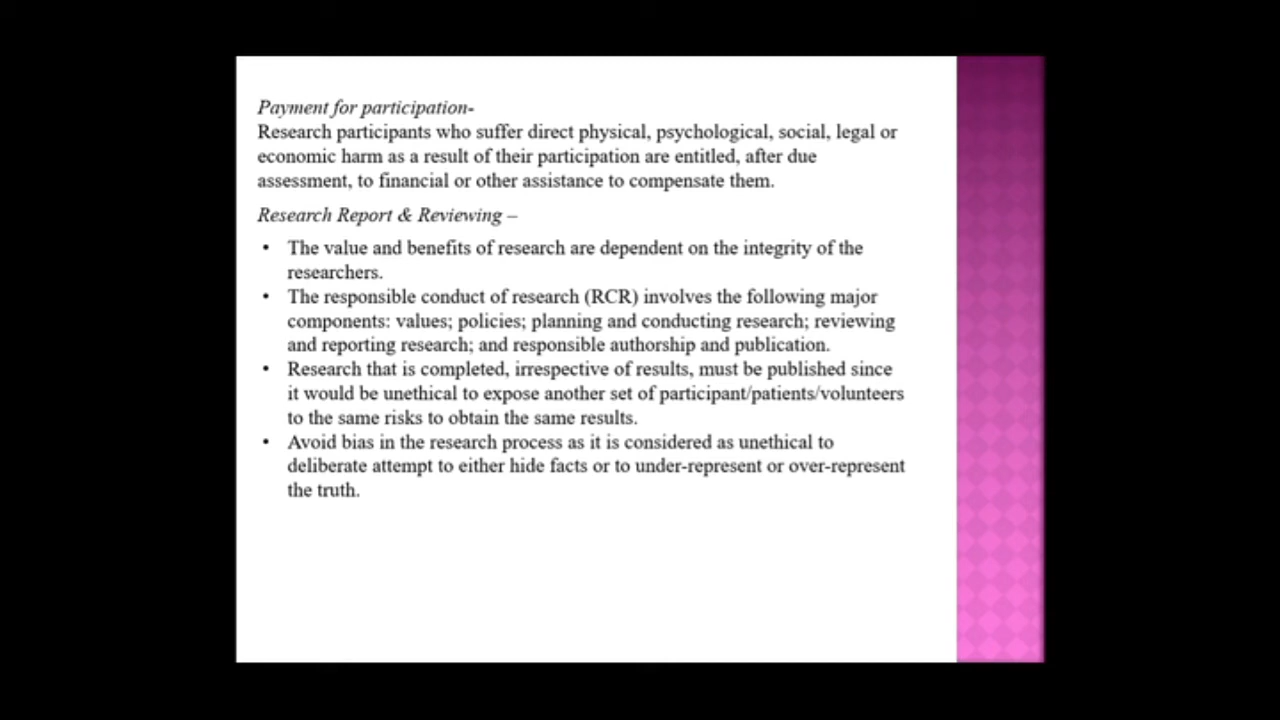 Payment for participation-
Research participants who suffer direct physical, psychological, social, legal or
economic harm as a result of their participation are entitled, after due
assessment, to financial or other assistance to compensate them.
Research Report & Reviewing –
• The value and benefits of research are dependent on the integrity of the
researchers.
• The responsible conduct of research (RCR) involves the following major
components: values; policies; planning and conducting research; reviewing
and reporting research; and responsible authorship and publication.
• Research that is completed, irrespective of results, must be published since
it would be unethical to expose another set of participant/patients/volunteers
to the same risks to obtain the same results.
• Avoid bias in the research process as it is considered as unethical to
deliberate attempt to either hide facts or to under-represent or over-represent
the truth.